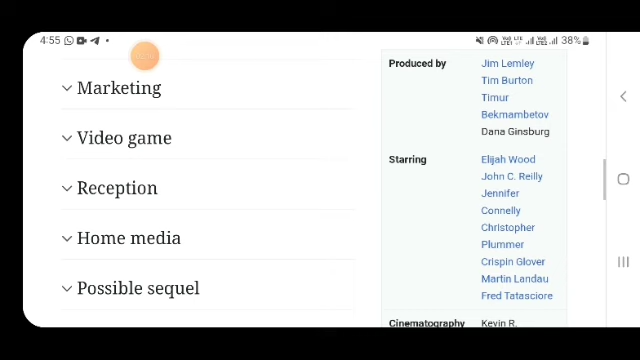 4:55
38%
Marketing
Video game
Reception
Home media
Possible sequel
Produced by
Jim Lemley
Tim Burton
Timur
Bekmambetov
Dana Ginsburg
Starring
Elijah Wood
John C. Reilly
Jennifer
Connelly
Christopher
Plummer
Crispin Glover
Martin Landau
Fred Tatasciore
Cinematography
Kevin R.